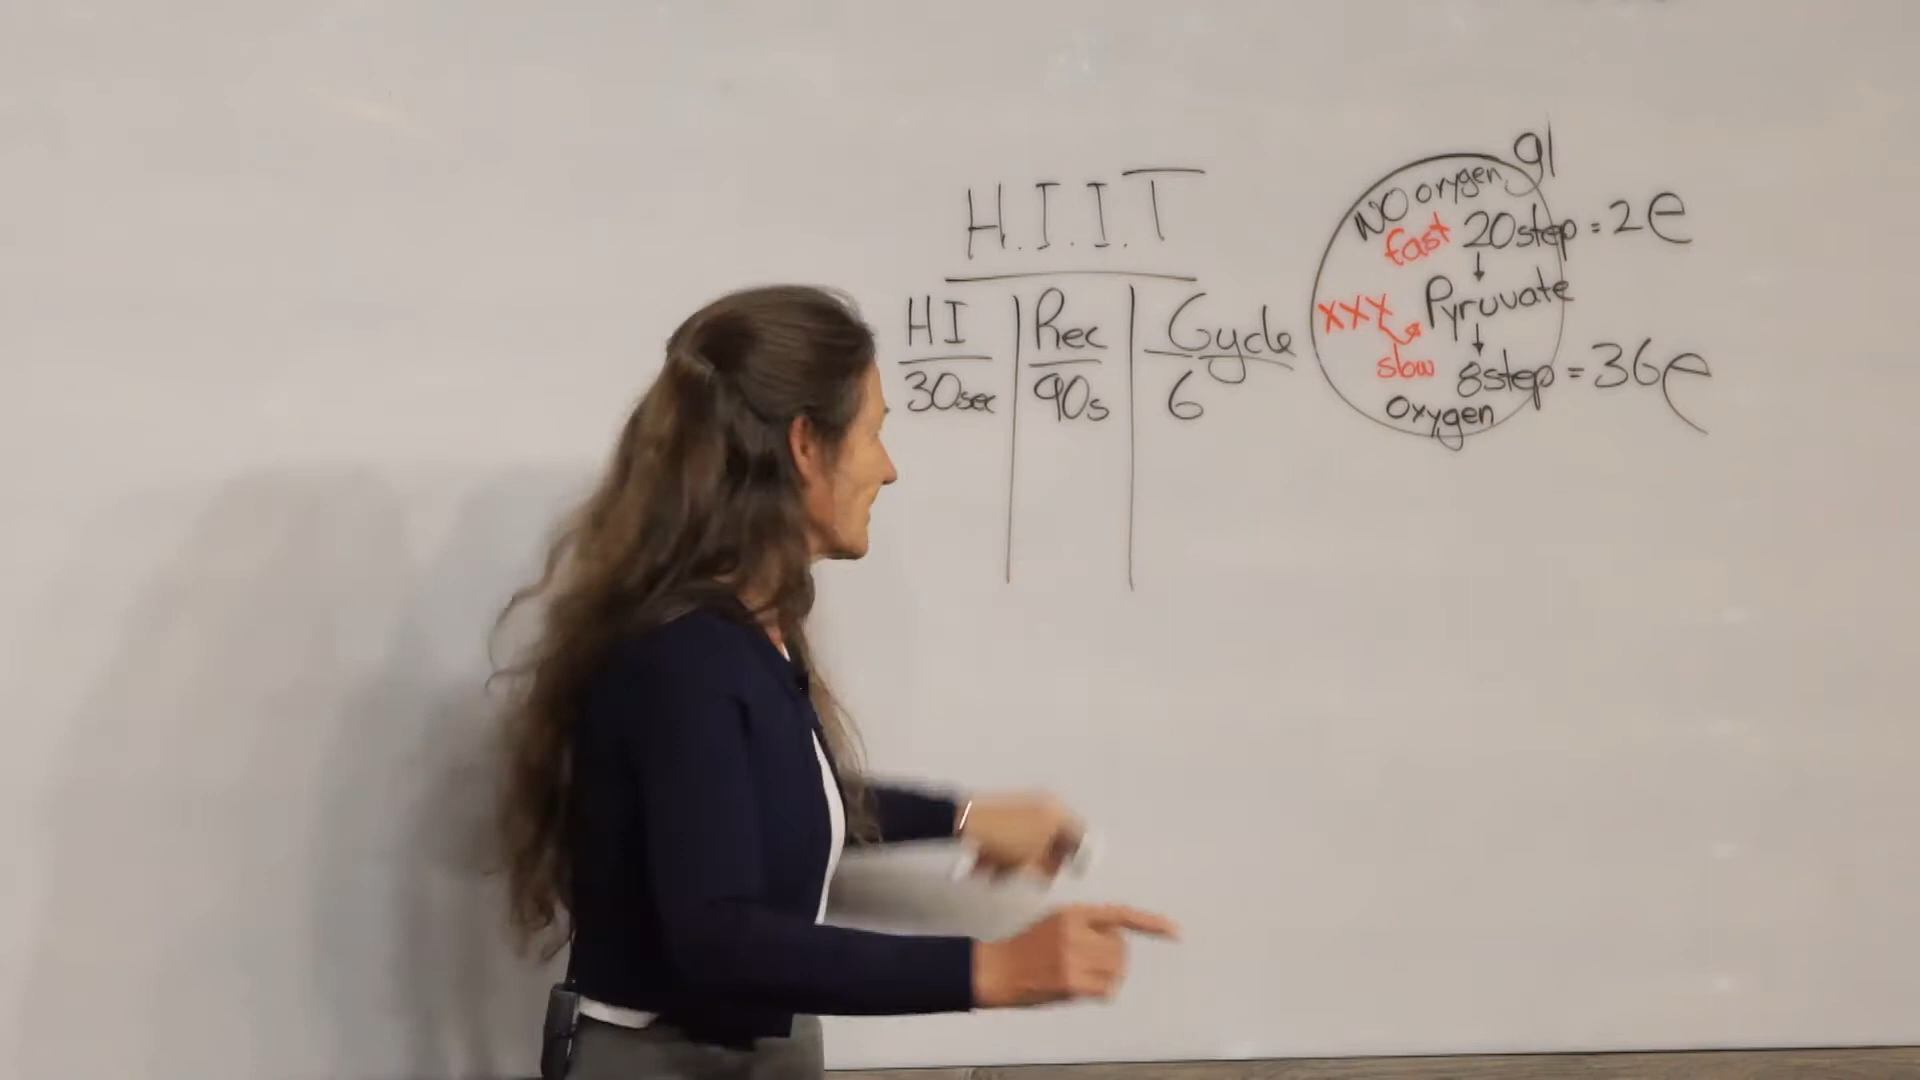 H.I.I.T
HI Rec Cycle
30sec 90s 6
gl
NO oxygen
fast 20step = 2e
xxx Pyruvate
slow 8step = 36e
oxygen